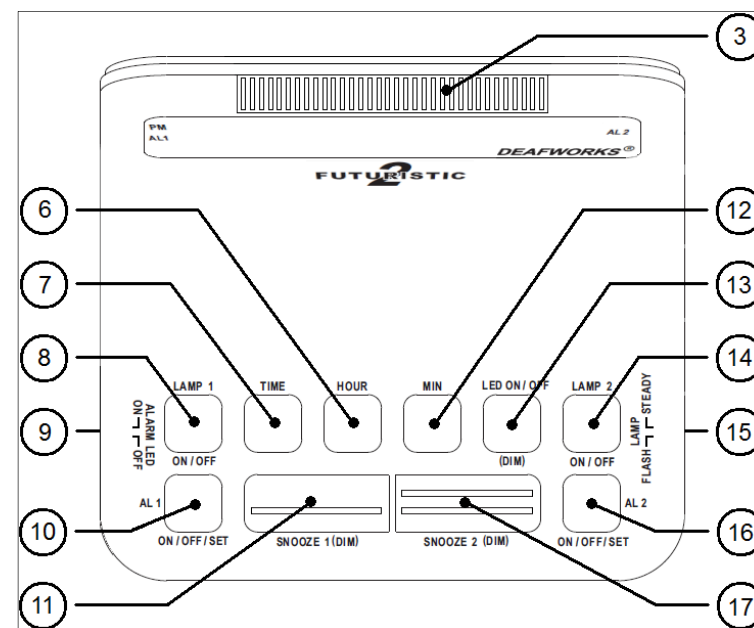 3
PM
AL1
AL 2
DEAFWORKS®
FUTURISTIC
2
6
12
7
13
8
14
LAMP 1
TIME
HOUR
MIN
LED ON / OFF
LAMP 2
9
ALARM LED
ON
OFF
LAMP
STEADY
FLASH
15
ON / OFF
(DIM)
ON / OFF
AL 1
AL 2
10
16
ON / OFF / SET
SNOOZE 1 (DIM)
SNOOZE 2 (DIM)
ON / OFF / SET
11
17